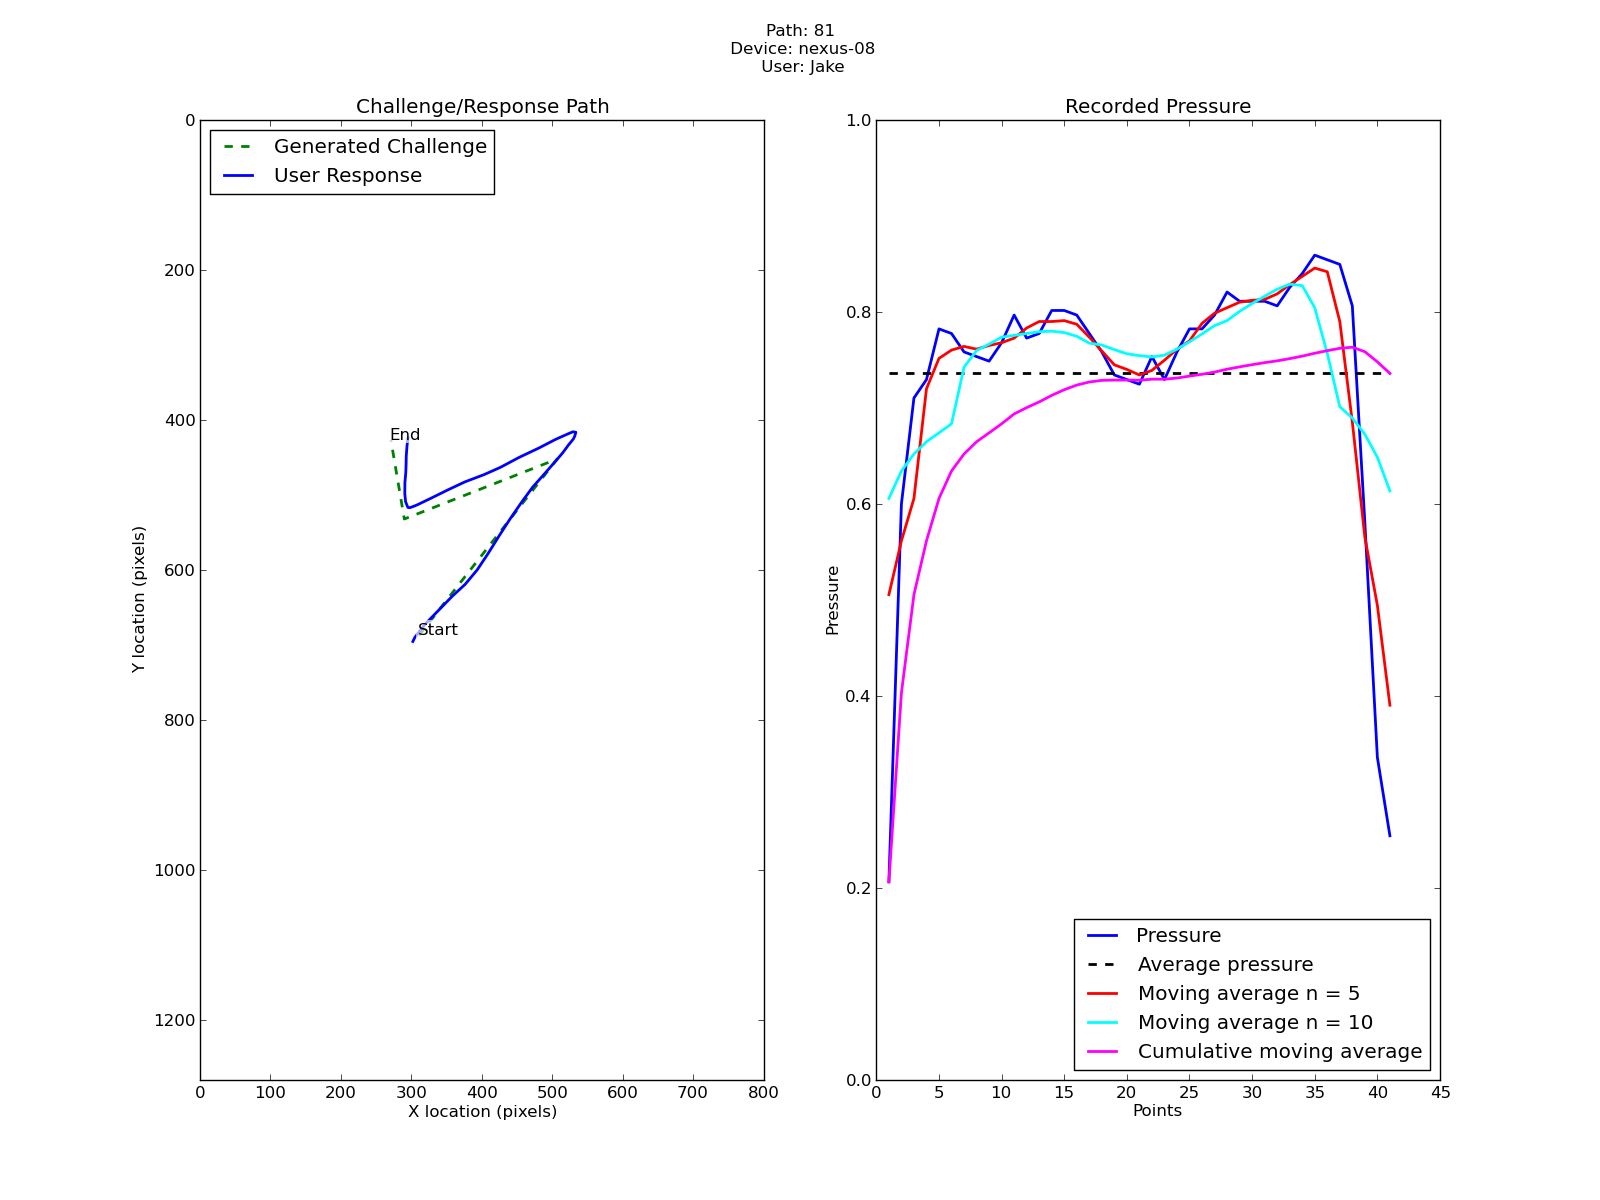 Path: 81
Device: nexus-08
User: Jake
Challenge/Response Path
Generated Challenge
User Response
End
Start
0
200
400
600
800
1000
1200
Y location (pixels)
0 100 200 300 400 500 600 700 800
X location (pixels)
Recorded Pressure
1.0
0.8
0.6
0.4
0.2
0.0
Pressure
Pressure
Average pressure
Moving average n = 5
Moving average n = 10
Cumulative moving average
0 5 10 15 20 25 30 35 40 45
Points